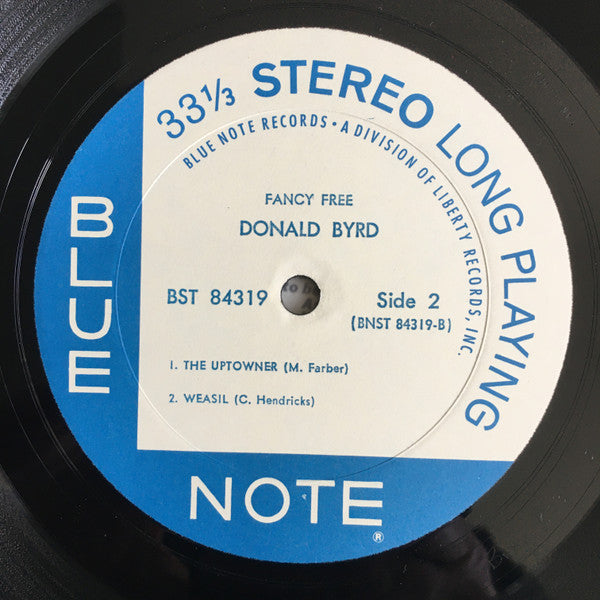 33⅓ STEREO LONG PLAYING
BLUE NOTE RECORDS • A DIVISION OF LIBERTY RECORDS, INC.
FANCY FREE
DONALD BYRD
BST 84319
Side 2
(BNST 84319-B)
1. THE UPTOWNER (M. Farber)
2. WEASIL (C. Hendricks)
BLUE
NOTE®